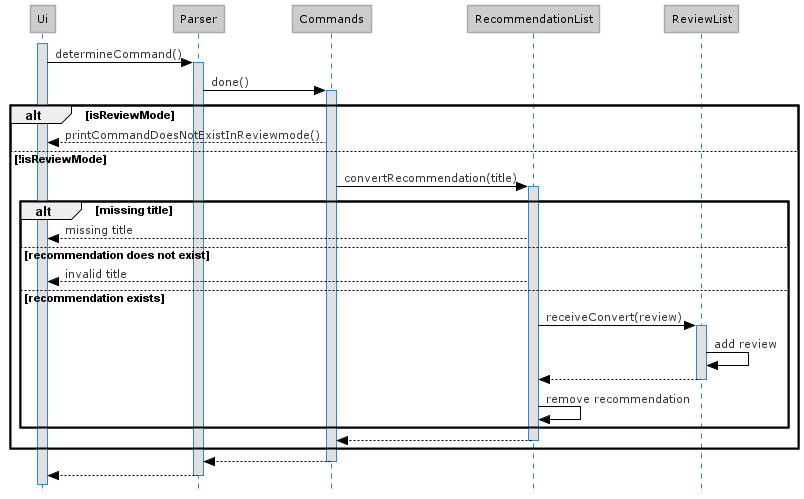 Ui
Parser
Commands
RecommendationList
ReviewList
determineCommand()
done()
alt [isReviewMode]
printCommandDoesNotExistInReviewmode()
[!isReviewMode]
convertRecommendation(title)
alt [missing title]
missing title
[recommendation does not exist]
invalid title
[recommendation exists]
receiveConvert(review)
add review
remove recommendation